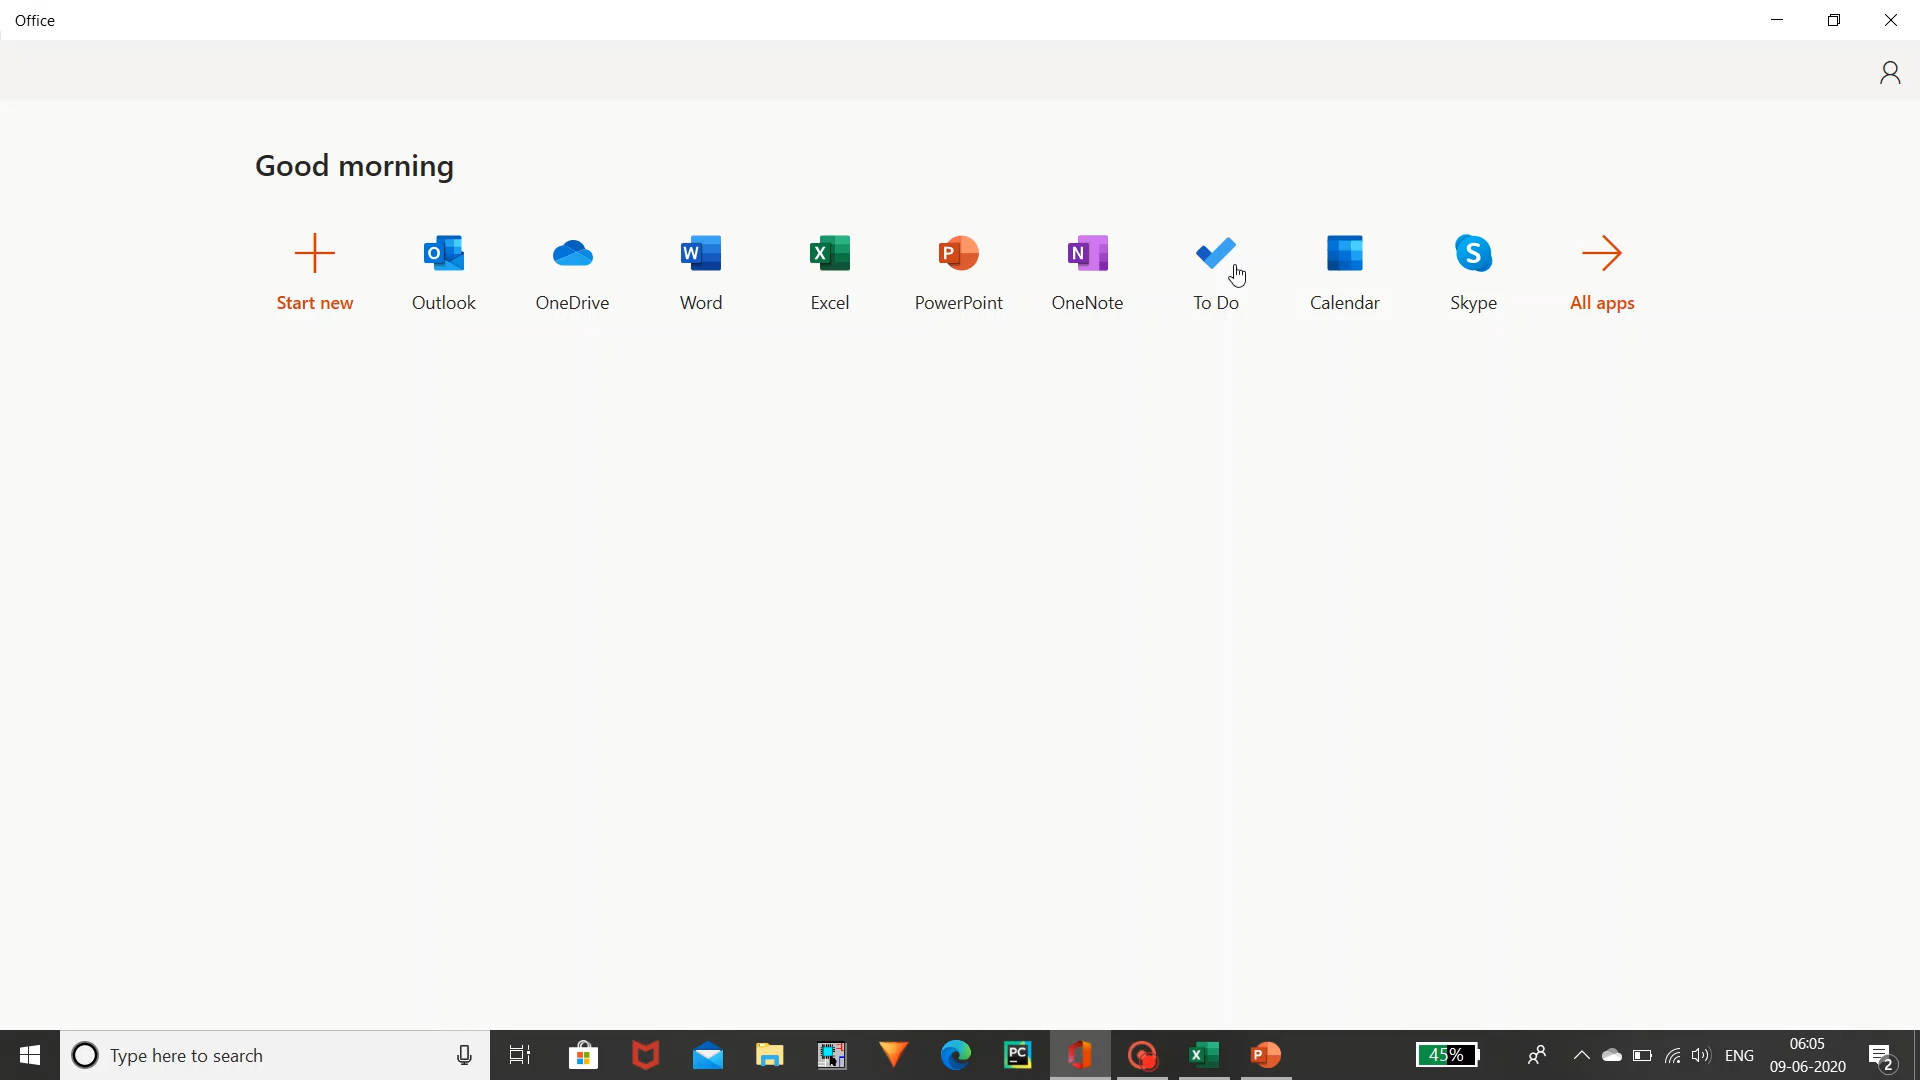 Office
Good morning
Start new
Outlook
OneDrive
Word
Excel
PowerPoint
OneNote
To Do
Calendar
Skype
All apps
Type here to search
45%
ENG
06:05
09-06-2020
2